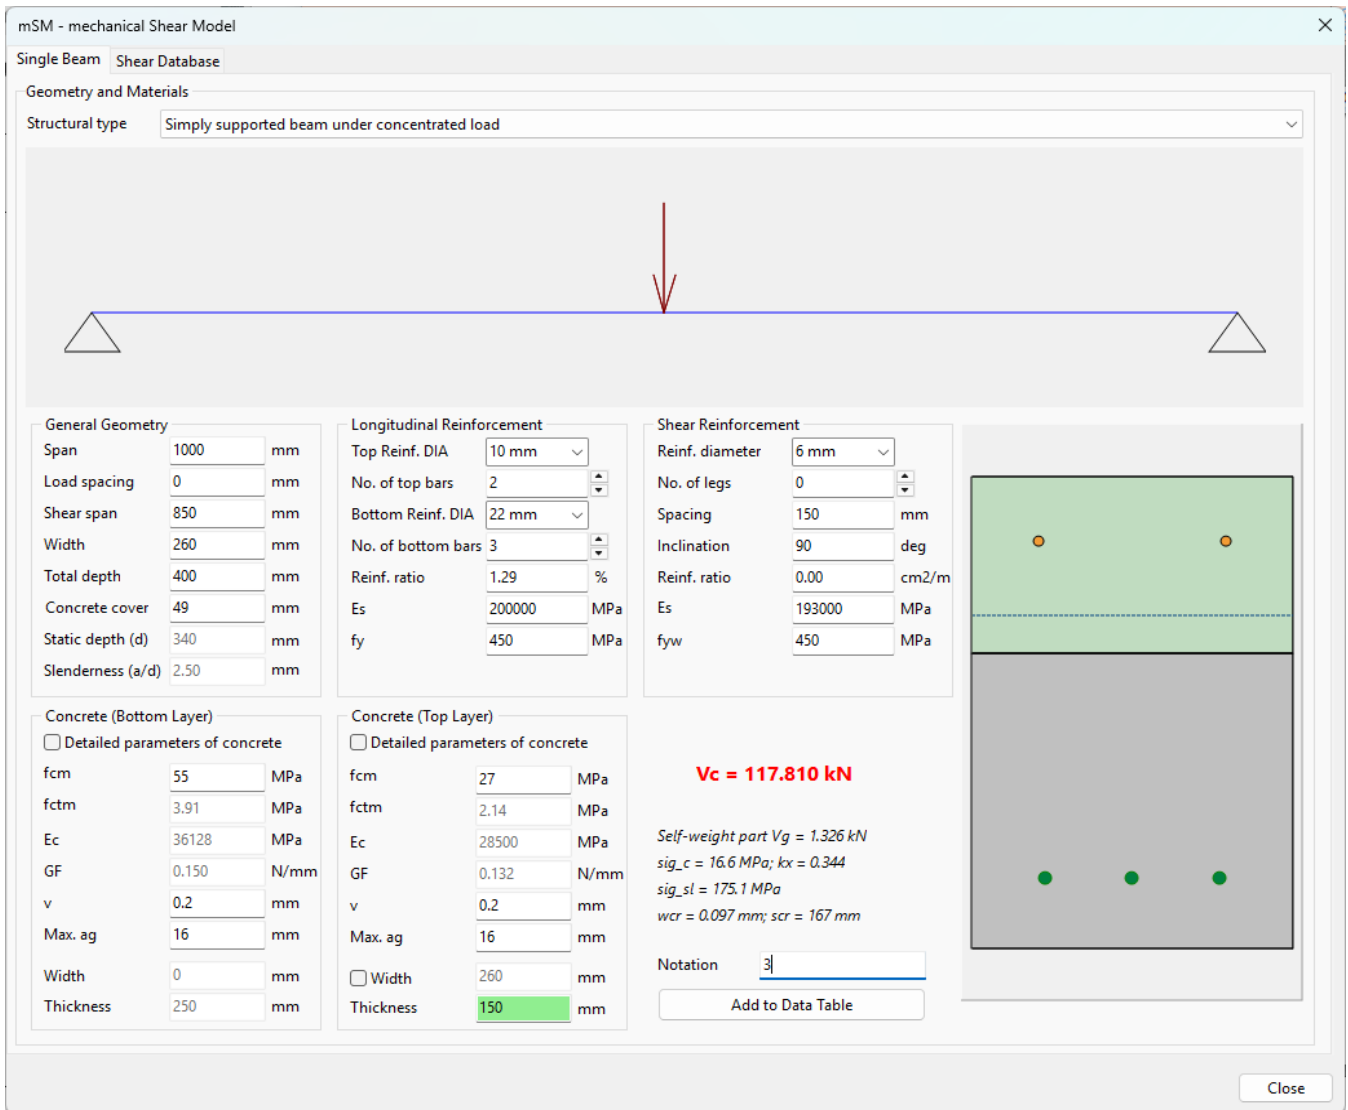 mSM - mechanical Shear Model
Single Beam Shear Database
Geometry and Materials
Structural type Simply supported beam under concentrated load
General Geometry
Span 1000 mm
Load spacing 0 mm
Shear span 850 mm
Width 260 mm
Total depth 400 mm
Concrete cover 49 mm
Static depth (d) 340 mm
Slenderness (a/d) 2.50 mm
Longitudinal Reinforcement
Top Reinf. DIA 10 mm
No. of top bars 2
Bottom Reinf. DIA 22 mm
No. of bottom bars 3
Reinf. ratio 1.29 %
Es 200000 MPa
fy 450 MPa
Shear Reinforcement
Reinf. diameter 6 mm
No. of legs 0
Spacing 150 mm
Inclination 90 deg
Reinf. ratio 0.00 cm2/m
Es 193000 MPa
fyw 450 MPa
Concrete (Bottom Layer)
Detailed parameters of concrete
fcm 55 MPa
fctm 3.91 MPa
Ec 36128 MPa
GF 0.150 N/mm
v 0.2 mm
Max. ag 16 mm
Width 0 mm
Thickness 250 mm
Concrete (Top Layer)
Detailed parameters of concrete
fcm 27 MPa
fctm 2.14 MPa
Ec 28500 MPa
GF 0.132 N/mm
v 0.2 mm
Max. ag 16 mm
Width 260 mm
Thickness 150 mm
Vc = 117.810 kN
Self-weight part Vg = 1.326 kN
sig_c = 16.6 MPa; kx = 0.344
sig_sl = 175.1 MPa
wcr = 0.097 mm; scr = 167 mm
Notation 3
Add to Data Table
Close